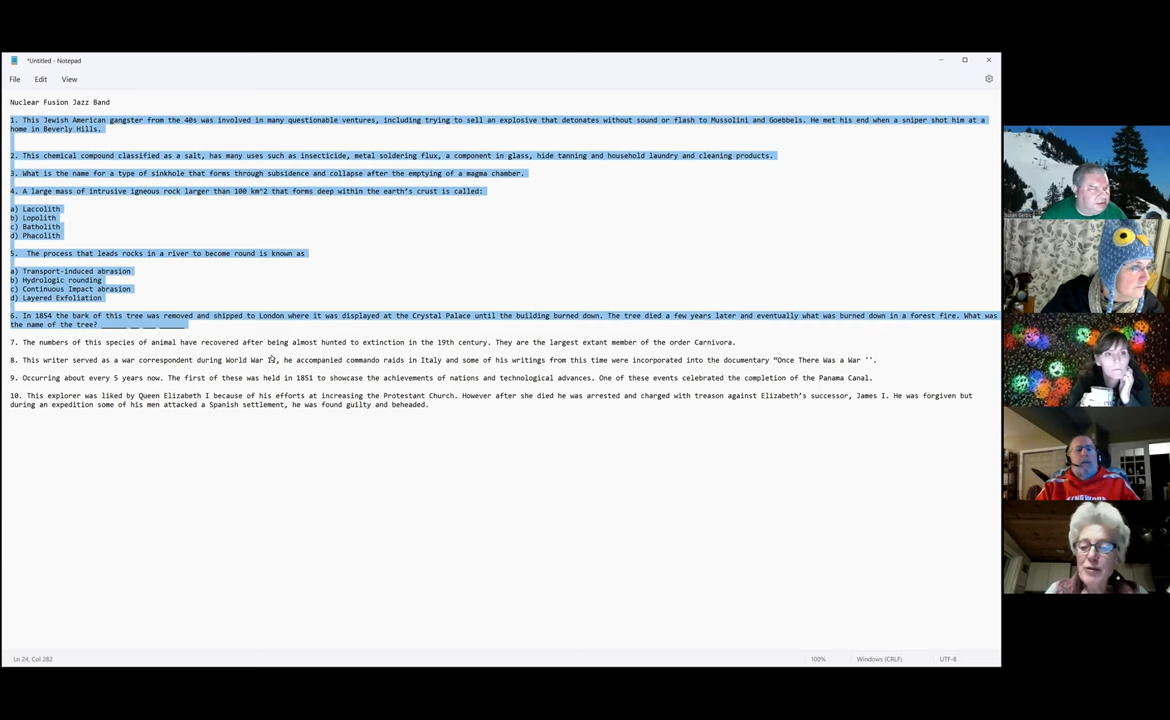 *Untitled - Notepad
File Edit View
Nuclear Fusion Jazz Band
1. This Jewish American gangster from the 40s was involved in many questionable ventures, including trying to sell an explosive that detonates without sound or flash to Mussolini and Goebbels. He met his end when a sniper shot him at a
home in Beverly Hills.
2. This chemical compound classified as a salt, has many uses such as insecticide, metal soldering flux, a component in glass, hide tanning and household laundry and cleaning products.
3. What is the name for a type of sinkhole that forms through subsidence and collapse after the emptying of a magma chamber.
4. A large mass of intrusive igneous rock larger than 100 km^2 that forms deep within the earth's crust is called:
a) Laccolith
b) Lopolith
c) Batholith
d) Phacolith
5.  The process that leads rocks in a river to become round is known as
a) Transport-induced abrasion
b) Hydrologic rounding
c) Continuous Impact abrasion
d) Layered Exfoliation
6. In 1854 the bark of this tree was removed and shipped to London where it was displayed at the Crystal Palace until the building burned down. The tree died a few years later and eventually what was burned down in a forest fire. What was
the name of the tree? ______ __ ___ ______
7. The numbers of this species of animal have recovered after being almost hunted to extinction in the 19th century. They are the largest extant member of the order Carnivora.
8. This writer served as a war correspondent during World War , he accompanied commando raids in Italy and some of his writings from this time were incorporated into the documentary “Once There Was a War ''.
9. Occurring about every 5 years now. The first of these was held in 1851 to showcase the achievements of nations and technological advances. One of these events celebrated the completion of the Panama Canal.
10. This explorer was liked by Queen Elizabeth I because of his efforts at increasing the Protestant Church. However after she died he was arrested and charged with treason against Elizabeth’s successor, James I. He was forgiven but
during an expedition some of his men attacked a Spanish settlement, he was found guilty and beheaded.
Ln 24, Col 282
100%
Windows (CRLF)
UTF-8
Susan Gerbic